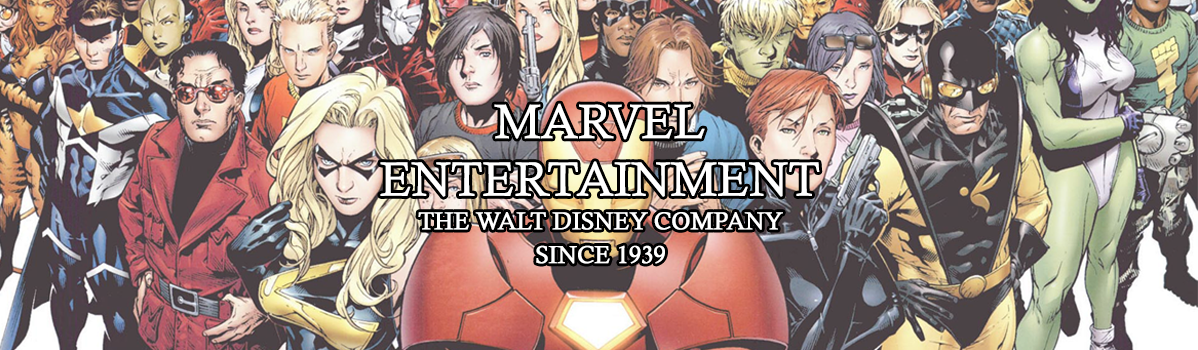 MARVEL
ENTERTAINMENT
THE WALT DISNEY COMPANY
SINCE 1939